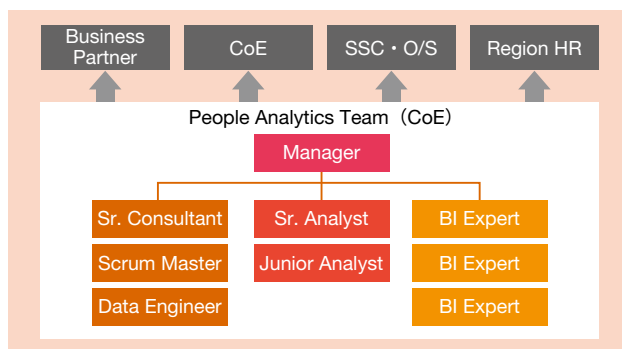 Business
Partner
CoE
SSC・O/S
Region HR
People Analytics Team（CoE）
Manager
Sr. Consultant
Sr. Analyst
BI Expert
Scrum Master
Junior Analyst
BI Expert
Data Engineer
BI Expert